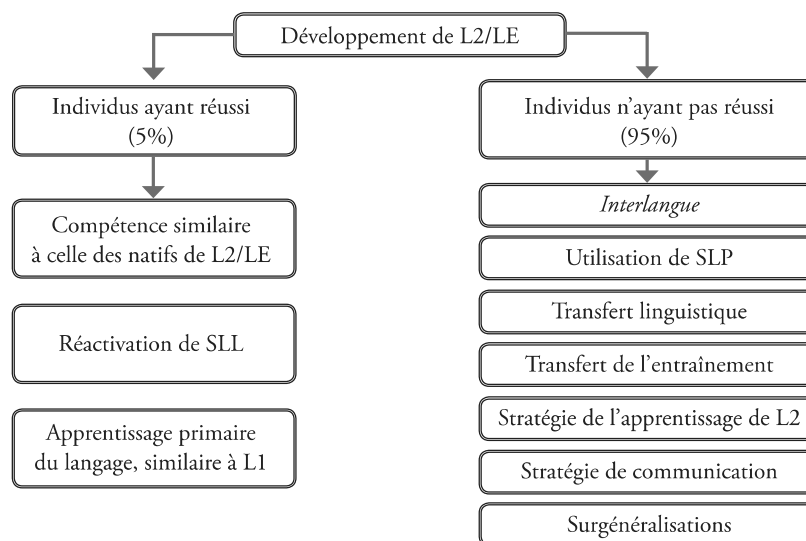 Développement de L2/LE
Individus ayant réussi
(5%)
Compétence similaire
à celle des natifs de L2/LE
Réactivation de SLL
Apprentissage primaire
du langage, similaire à L1
Individus n’ayant pas réussi
(95%)
Interlangue
Utilisation de SLP
Transfert linguistique
Transfert de l’entraînement
Stratégie de l’apprentissage de L2
Stratégie de communication
Surgénéralisations